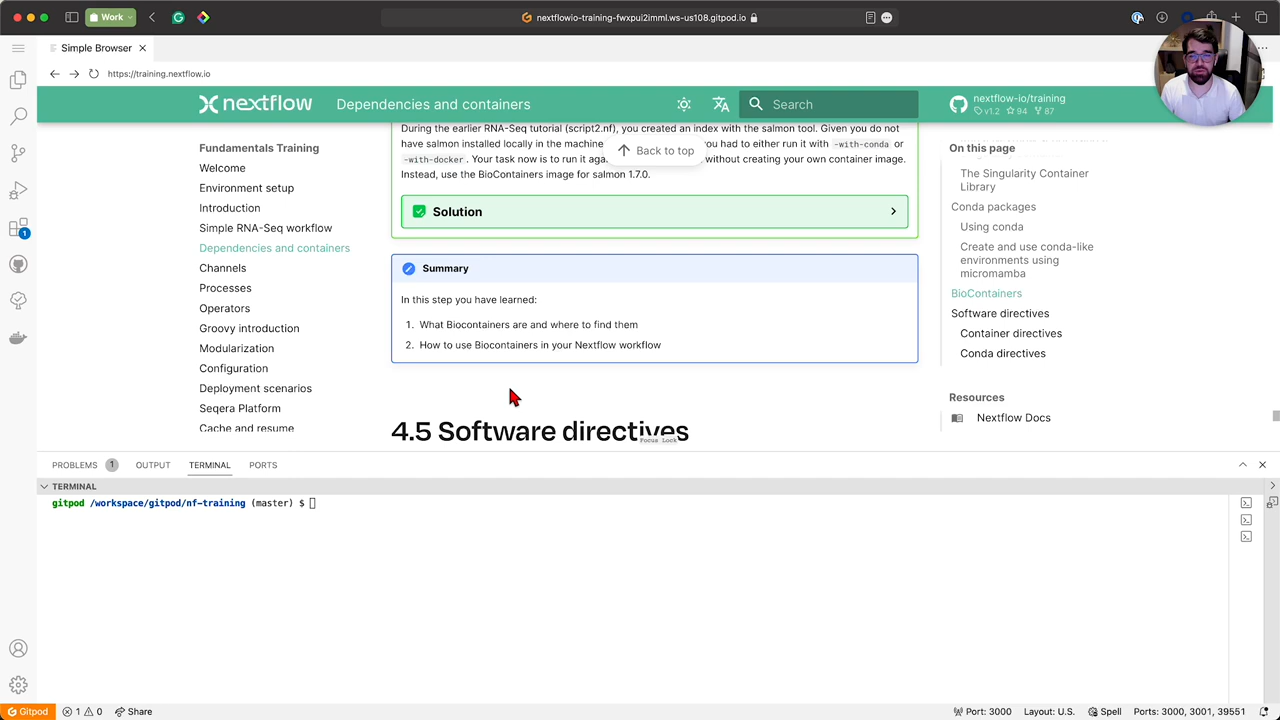 Work
nextflowio-training-fwxpui2imml.ws-us108.gitpod.io
Simple Browser
https://training.nextflow.io
nextflow
Dependencies and containers
Search
nextflow-io/training
v1.2 94 87
Fundamentals Training
Welcome
Environment setup
Introduction
Simple RNA-Seq workflow
Dependencies and containers
Channels
Processes
Operators
Groovy introduction
Modularization
Configuration
Deployment scenarios
Seqera Platform
Cache and resume
During the earlier RNA-Seq tutorial (script2.nf), you created an index with the salmon tool. Given you do not
have salmon installed locally in the machine you had to either run it with -with-conda or
-with-docker. Your task now is to run it again without creating your own container image.
Instead, use the BioContainers image for salmon 1.7.0.
Back to top
Solution
Summary
In this step you have learned:
1. What Biocontainers are and where to find them
2. How to use Biocontainers in your Nextflow workflow
4.5 Software directives
Focus Lock
On this page
The Singularity Container
Library
Conda packages
Using conda
Create and use conda-like
environments using
micromamba
BioContainers
Software directives
Container directives
Conda directives
Resources
Nextflow Docs
PROBLEMS 1 OUTPUT TERMINAL PORTS
TERMINAL
gitpod /workspace/gitpod/nf-training (master) $
1
Gitpod 1 0 Share
Port: 3000 Layout: U.S. Spell Ports: 3000, 3001, 39551